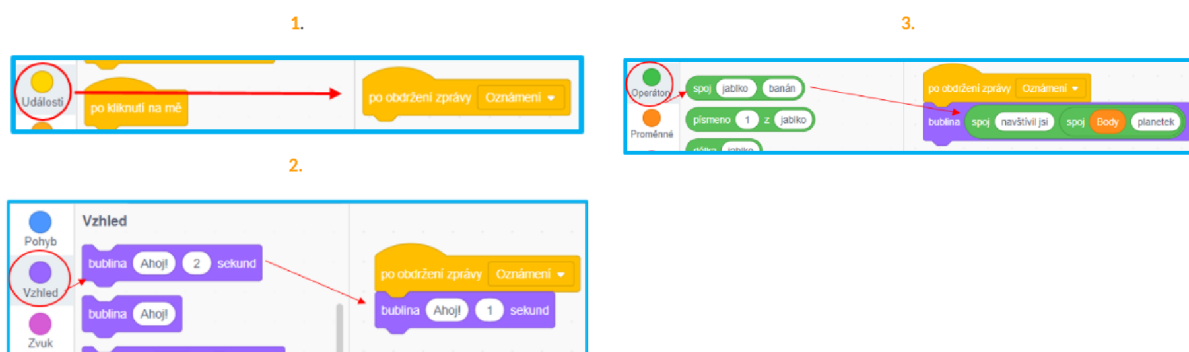 1.
Události
po kliknutí na mě
po obdržení zprávy Oznámení
2.
Vzhled
Pohyb
Vzhled
Zvuk
bublina Ahoj! 2 sekund
bublina Ahoj!
po obdržení zprávy Oznámení
bublina Ahoj! 1 sekund
3.
Operátory
Proměnné
spoj jablko banán
písmeno 1 z jablko
délka jablko
po obdržení zprávy Oznámení
bublina spoj navštívil jsi spoj Body planetek